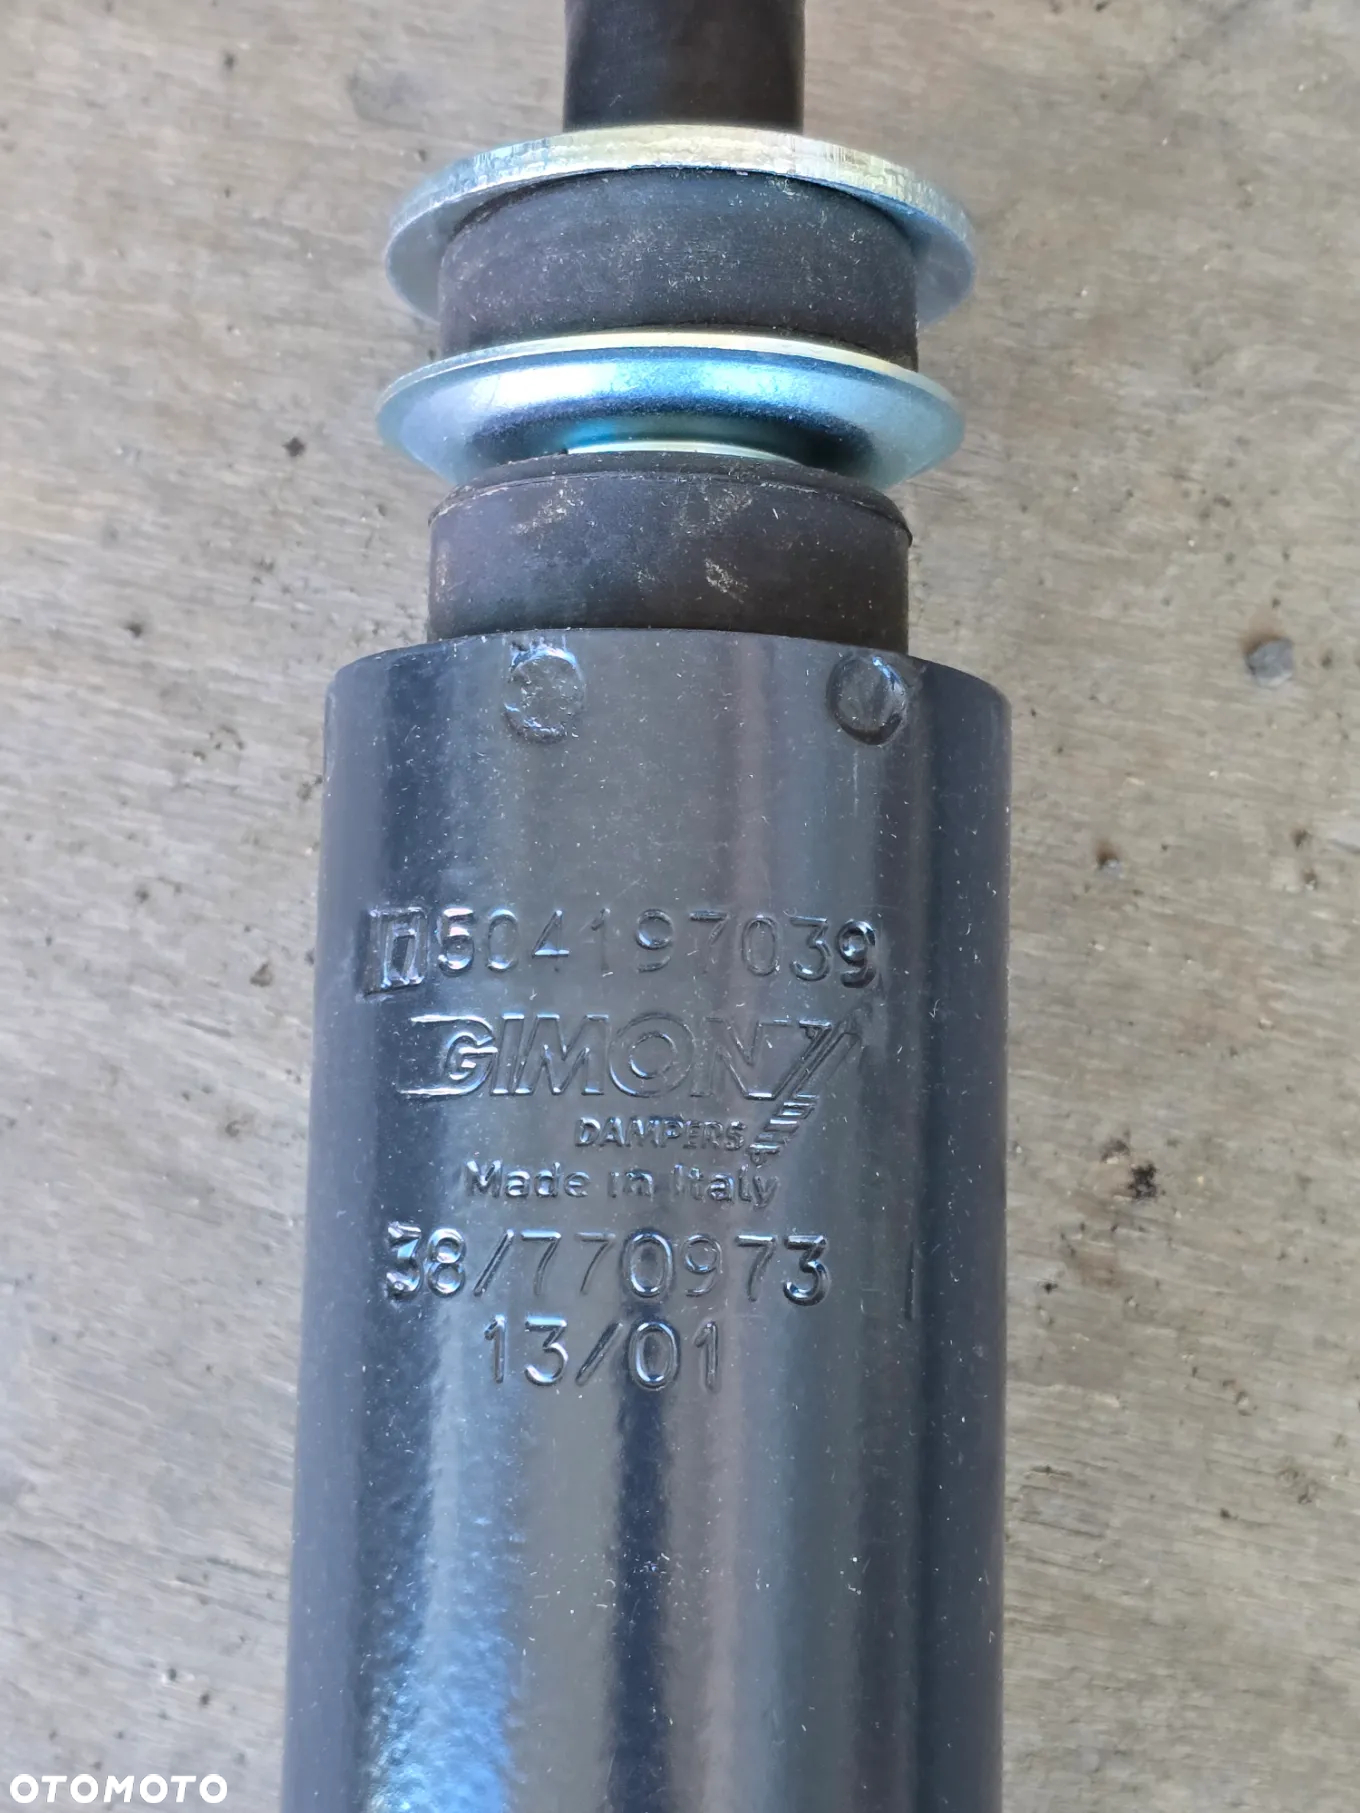 504197039
GIMON
DAMPERS
Made in Italy
38/770973
13/01
OTOMOTO